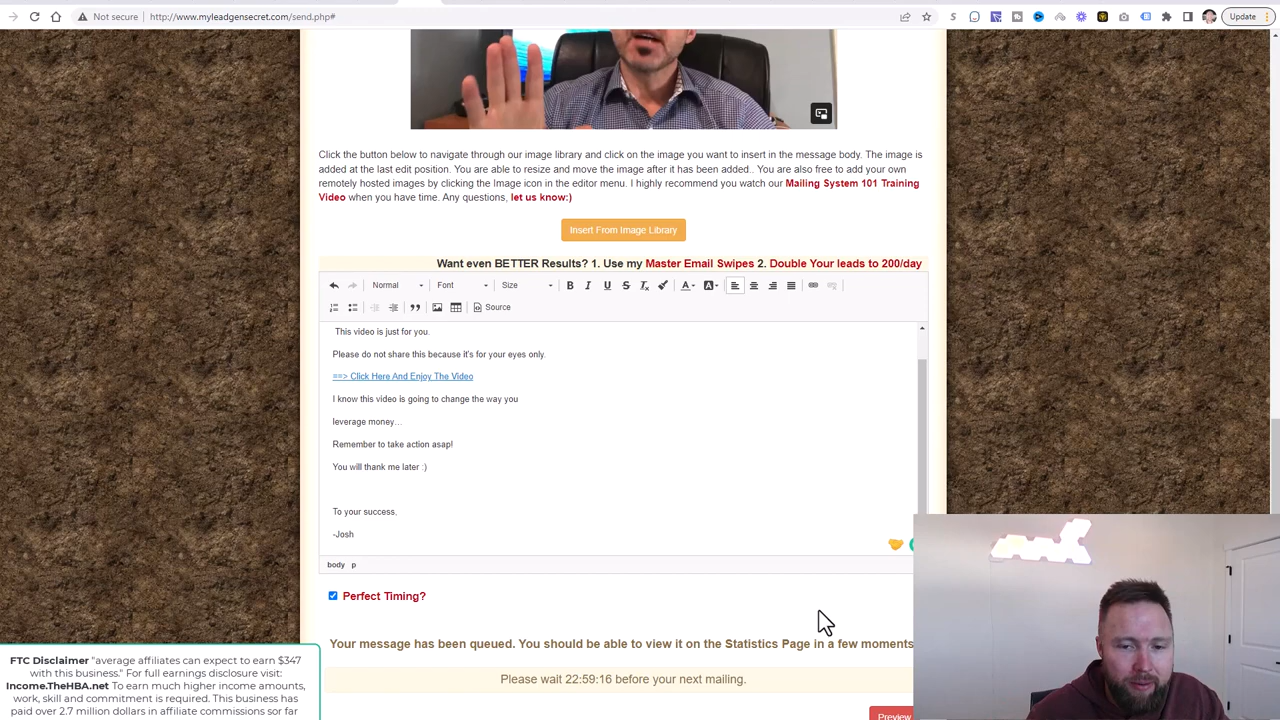 Not secure
http://www.myleadgensecret.com/send.php#
Update
Click the button below to navigate through our image library and click on the image you want to insert in the message body. The image is
added at the last edit position. You are able to resize and move the image after it has been added.. You are also free to add your own
remotely hosted images by clicking the Image icon in the editor menu. I highly recommend you watch our Mailing System 101 Training
Video when you have time. Any questions, let us know:)
Insert From Image Library
Want even BETTER Results? 1. Use my Master Email Swipes 2. Double Your leads to 200/day
Normal Font Size
Source
This video is just for you.
Please do not share this because it's for your eyes only.
==> Click Here And Enjoy The Video
I know this video is going to change the way you
leverage money...
Remember to take action asap!
You will thank me later :)
To your success,
-Josh
body p
Perfect Timing?
Your message has been queued. You should be able to view it on the Statistics Page in a few moments
Please wait 22:59:16 before your next mailing.
Preview
FTC Disclaimer "average affiliates can expect to earn $347
with this business." For full earnings disclosure visit:
Income.TheHBA.net To earn much higher income amounts,
work, skill and commitment is required. This business has
paid over 2.7 million dollars in affiliate commissions sor far